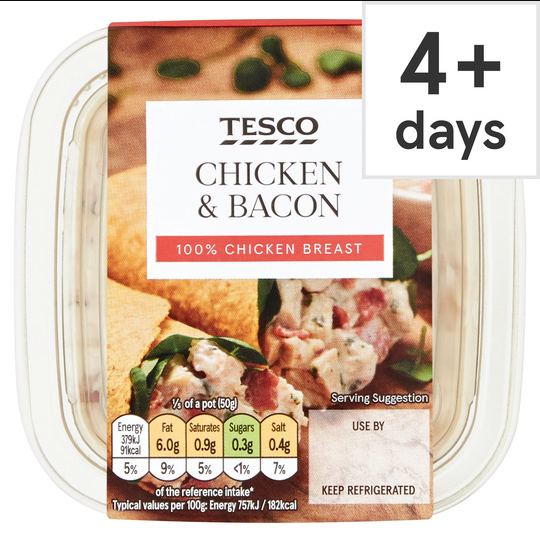 4+
days
TESCO
CHICKEN
& BACON
100% CHICKEN BREAST
Serving Suggestion
⅕ of a pot (50g)
Energy Fat Saturates Sugars Salt
379kJ
91kcal 6.0g 0.9g 0.3g 0.4g
5% 9% 5% <1% 7%
of the reference intake*
Typical values per 100g: Energy 757kJ / 182kcal
USE BY
KEEP REFRIGERATED